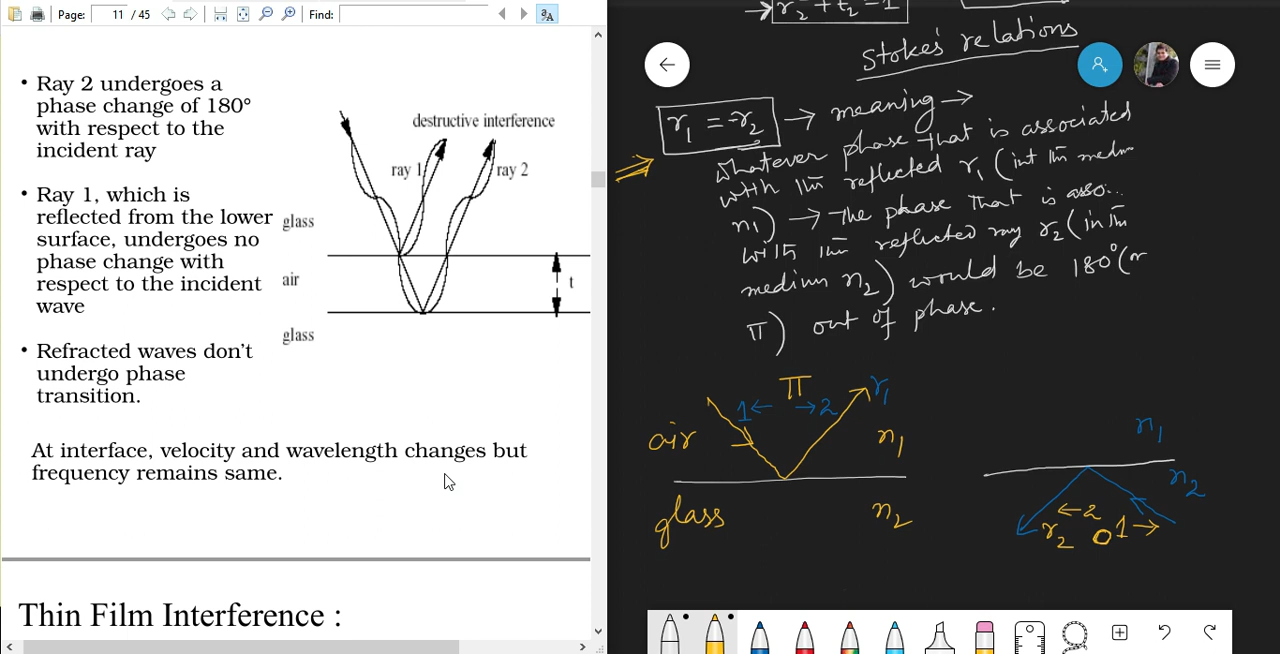 Page: 11 / 45 Find:
• Ray 2 undergoes a
phase change of 180°
with respect to the
incident ray
• Ray 1, which is
reflected from the lower
surface, undergoes no
phase change with
respect to the incident
wave
• Refracted waves don't
undergo phase
transition.
destructive interference
ray 1
ray 2
glass
air
t
glass
At interface, velocity and wavelength changes but
frequency remains same.
Thin Film Interference :
Stoke's relations
r₁ = -r₂ → meaning →
whatever phase that is associated
with the reflected r₁ (int the medium
n₁) → The phase that is asso...
with the reflected ray r₂ (in the
medium n₂) would be 180° (or
π) out of phase.
π
1← →2
r₁
air
n₁
glass
n₂
n₁
n₂
←2
r₂ 0 1→